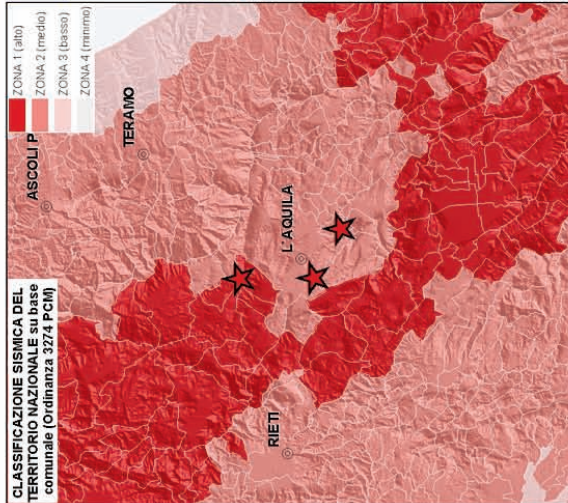 CLASSIFICAZIONE SISMICA DEL
TERRITORIO NAZIONALE su base
comunale (Ordinanza 3274 PCM)
ZONA 1 (alto)
ZONA 2 (medio)
ZONA 3 (basso)
ZONA 4 (minimo)
ASCOLI P
TERAMO
L'AQUILA
RIETI